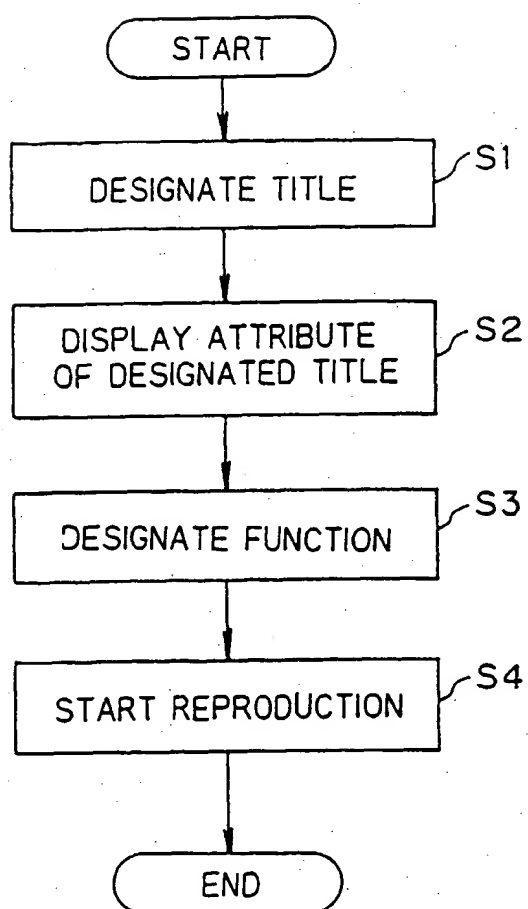 START
DESIGNATE TITLE
S1
DISPLAY ATTRIBUTE
OF DESIGNATED TITLE
S2
DESIGNATE FUNCTION
S3
START REPRODUCTION
S4
END